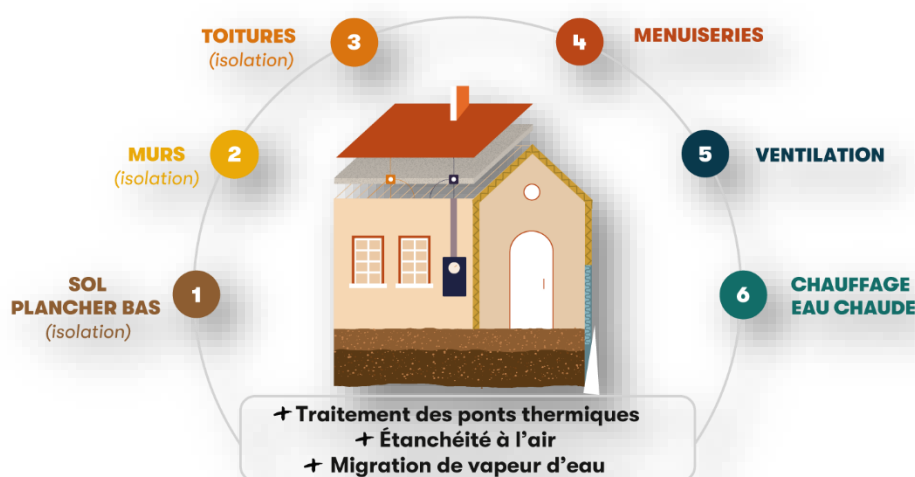 TOITURES
(isolation)
3
4
MENUISERIES
MURS
(isolation)
2
5
VENTILATION
SOL
PLANCHER BAS
(isolation)
1
6
CHAUFFAGE
EAU CHAUDE
+ Traitement des ponts thermiques
+ Étanchéité à l'air
+ Migration de vapeur d'eau